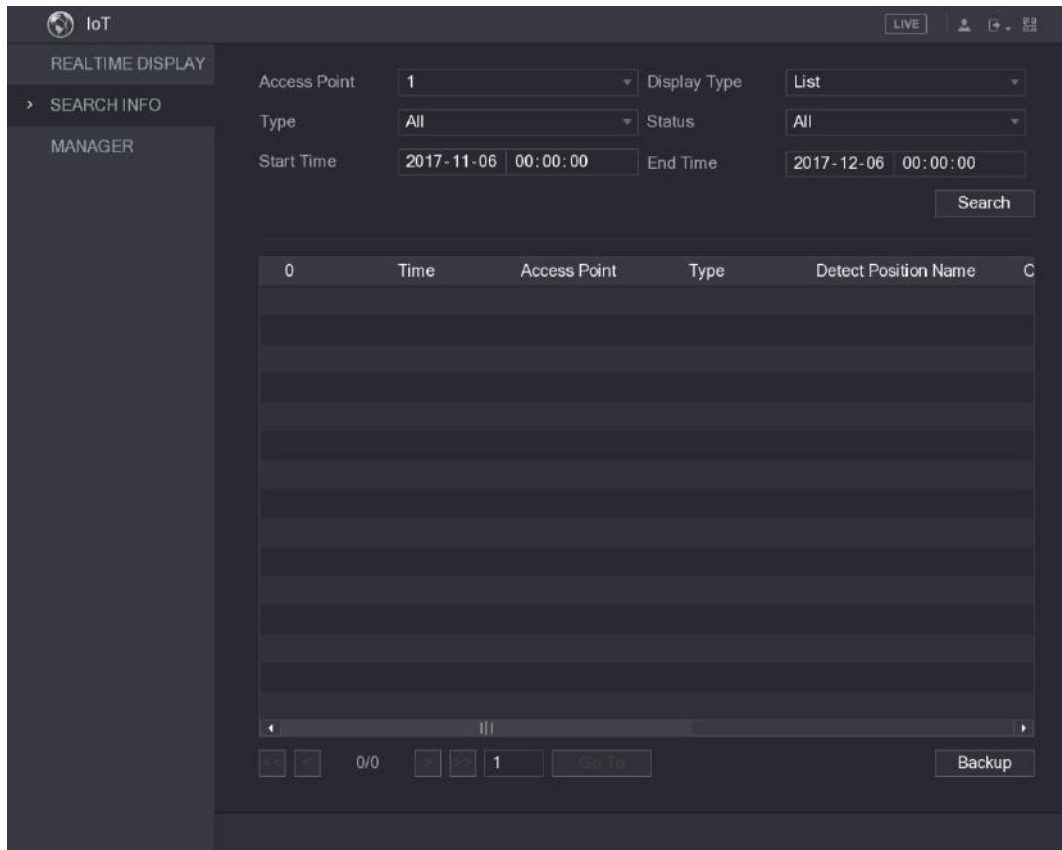 IoT LIVE
REALTIME DISPLAY
> SEARCH INFO
MANAGER
Access Point 1 Display Type List
Type All Status All
Start Time 2017-11-06 00:00:00 End Time 2017-12-06 00:00:00
Search
0 Time Access Point Type Detect Position Name C
<< < 0/0 > >> 1 Go To Backup